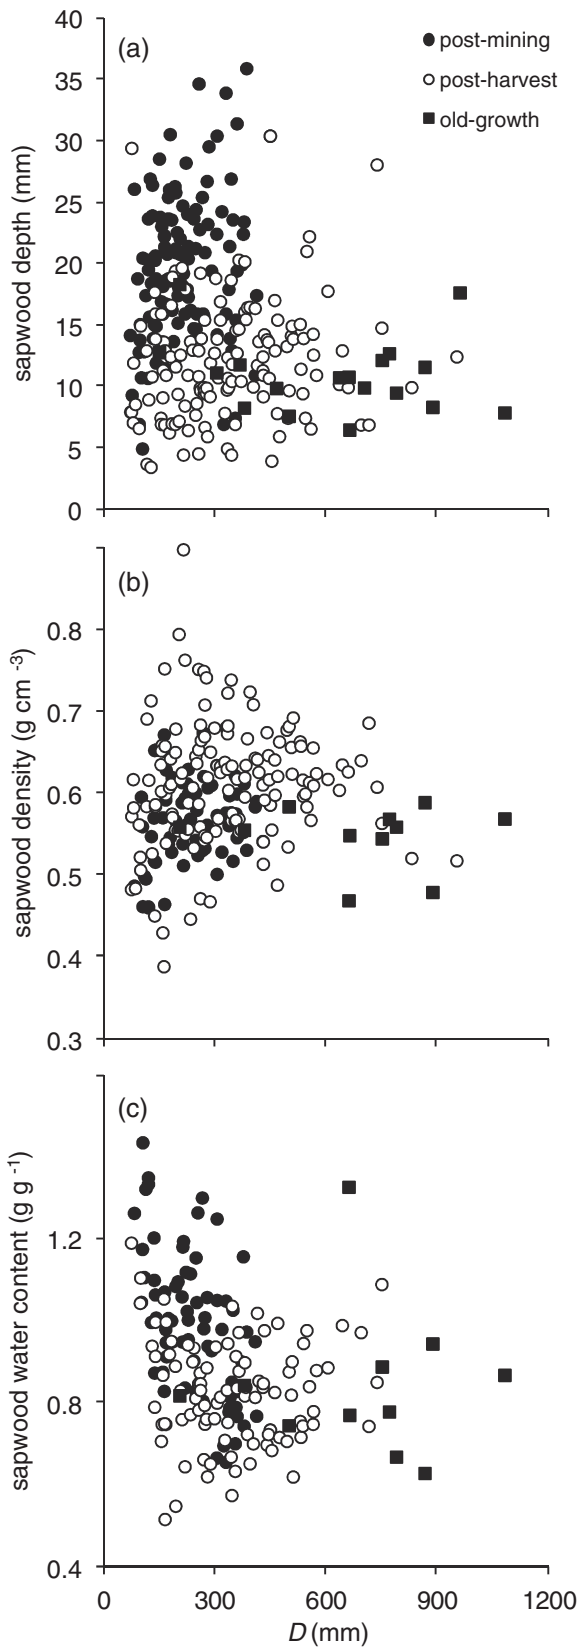 40
(a)
post-mining
35
post-harvest
30
old-growth
25
20
15
10
5
0
sapwood depth (mm)
(b)
0.8
0.7
0.6
0.5
0.4
0.3
sapwood density (g cm -3)
(c)
1.2
0.8
0.4
sapwood water content (g g -1)
0 300 600 900 1200
D (mm)